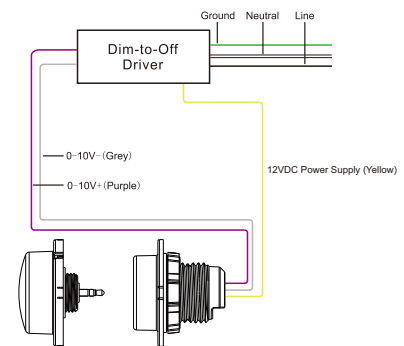 Ground Neutral Line
Dim-to-Off
Driver
0-10V-(Grey)
12VDC Power Supply (Yellow)
0-10V+(Purple)